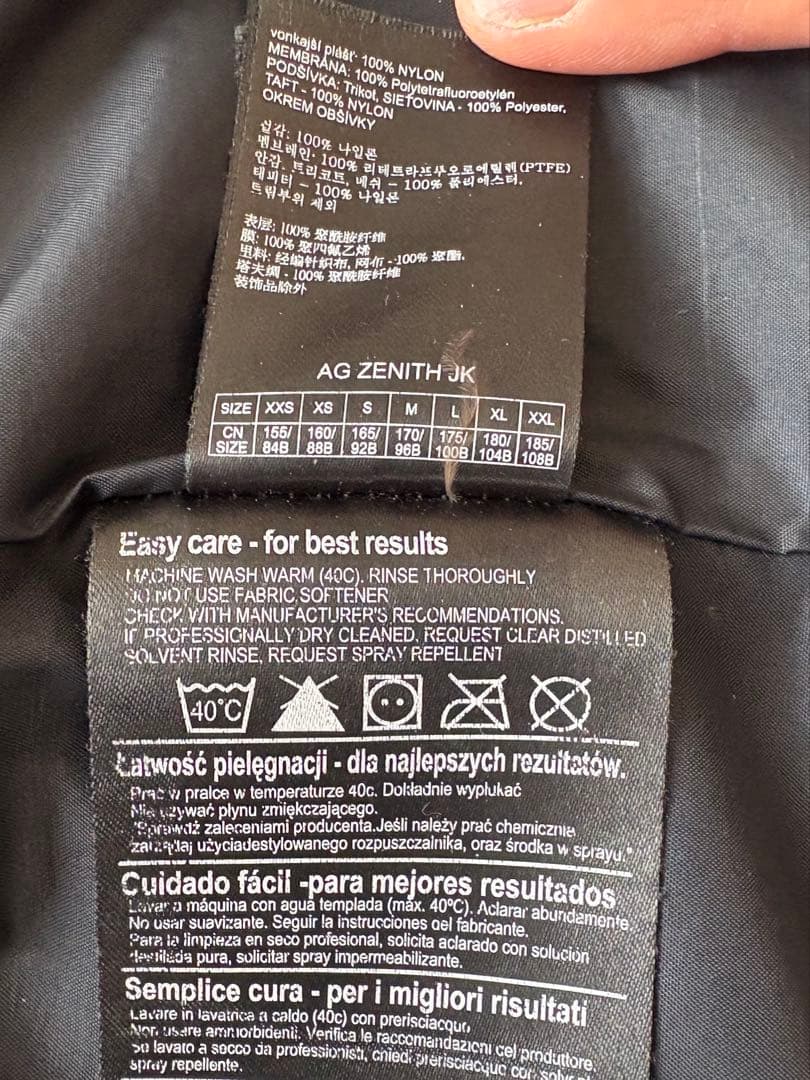 vonkajší plášť· 100% NYLON
MEMBRÁNA: 100% Polytetrafluoroetylén
PODŠÍVKA: Trikot, SIEŤOVINA - 100% Polyester,
TAFT - 100% NYLON
OKREM OBŠÍVKY
겉감: 100% 나일론
멤브레인· 100% 리테트라프루오로에틸렌(PTFE)
안감. 트리코트, 메쉬 – 100% 폴리에스터.
태피터 – 100% 나일론
트림부위 제외
表层: 100% 聚酰胺纤维
膜: 100% 聚四氟乙烯
里料: 经编针织布, 网布 - 100% 聚酯.
塔夫绸 - 100% 聚酰胺纤维
装饰品除外
AG ZENITH JK
SIZE XXS XS S M L XL XXL
CN SIZE 155/84B 160/88B 165/92B 170/96B 175/100B 180/104B 185/108B
Easy care - for best results
MACHINE WASH WARM (40C). RINSE THOROUGHLY
DO NOT USE FABRIC SOFTENER
CHECK WITH MANUFACTURER'S RECOMMENDATIONS.
IF PROFESSIONALLY DRY CLEANED, REQUEST CLEAR DISTILLED
SOLVENT RINSE, REQUEST SPRAY REPELLENT
40°C
Łatwość pielęgnacji - dla najlepszych rezultatów.
Prać w pralce w temperaturze 40c. Dokładnie wypłukać
Nie używać płynu zmiękczającego.
"Sprawdź zaleceniami producenta.Jeśli należy prać chemicznie
zarządaj użyciadestylowanego rozpuszczalnika, oraz środka w sprayu."
Cuidado fácil -para mejores resultados
Lavar a máquina con agua templada (máx. 40ºC). Aclarar abundamente.
No usar suavizante. Seguir la instrucciones del fabricante.
Para la limpieza en seco profesional, solicita aclarado con solución
destilada pura, solicitar spray impermeabilizante.
Semplice cura - per i migliori risultati
Lavare in lavatrice a caldo (40c) con prerisciacquo,
Non usare ammorbidenti. Verifica le raccomandazioni del produttore.
Se lavato a secco da professionisti, chiedi prerisciacquo con
spray repellente.